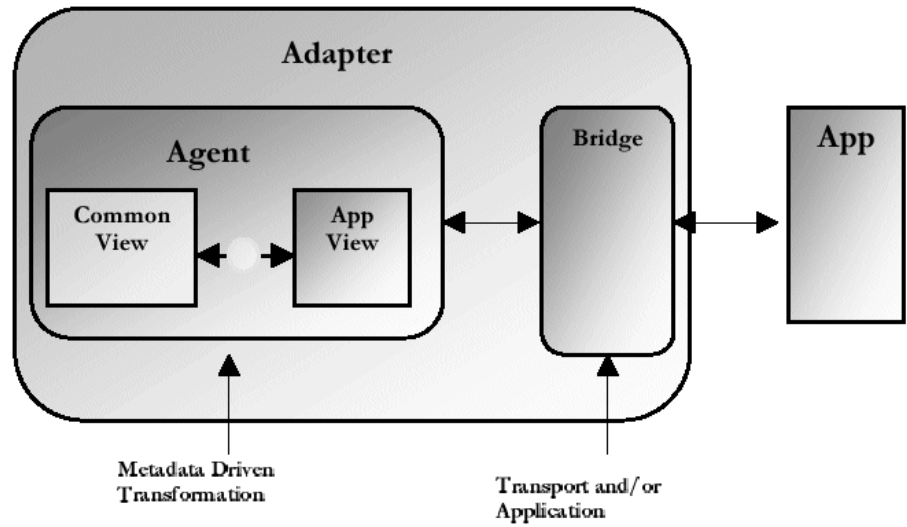 Adapter
Agent
Bridge
App
Common
View
App
View
Metadata Driven
Transformation
Transport and/or
Application